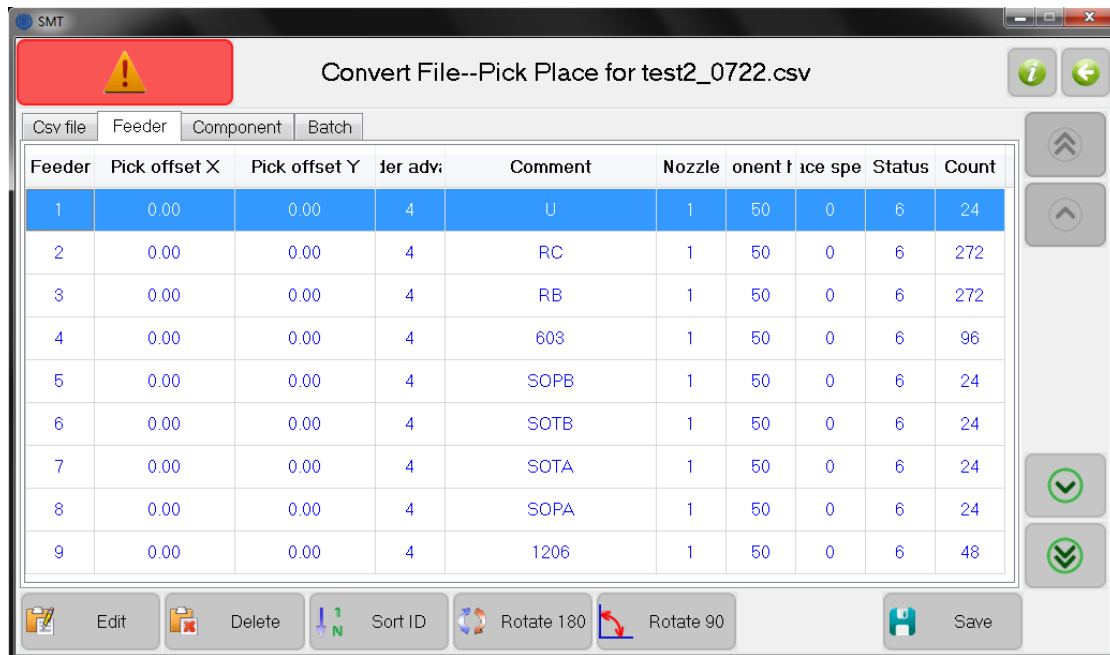 SMT
Convert File--Pick Place for test2_0722.csv
Csv file Feeder Component Batch
Feeder Pick offset X Pick offset Y der adva Comment Nozzle onent h ace spe Status Count
1 0.00 0.00 4 U 1 50 0 6 24
2 0.00 0.00 4 RC 1 50 0 6 272
3 0.00 0.00 4 RB 1 50 0 6 272
4 0.00 0.00 4 603 1 50 0 6 96
5 0.00 0.00 4 SOPB 1 50 0 6 24
6 0.00 0.00 4 SOTB 1 50 0 6 24
7 0.00 0.00 4 SOTA 1 50 0 6 24
8 0.00 0.00 4 SOPA 1 50 0 6 24
9 0.00 0.00 4 1206 1 50 0 6 48
Edit Delete 1 N Sort ID Rotate 180 Rotate 90 Save